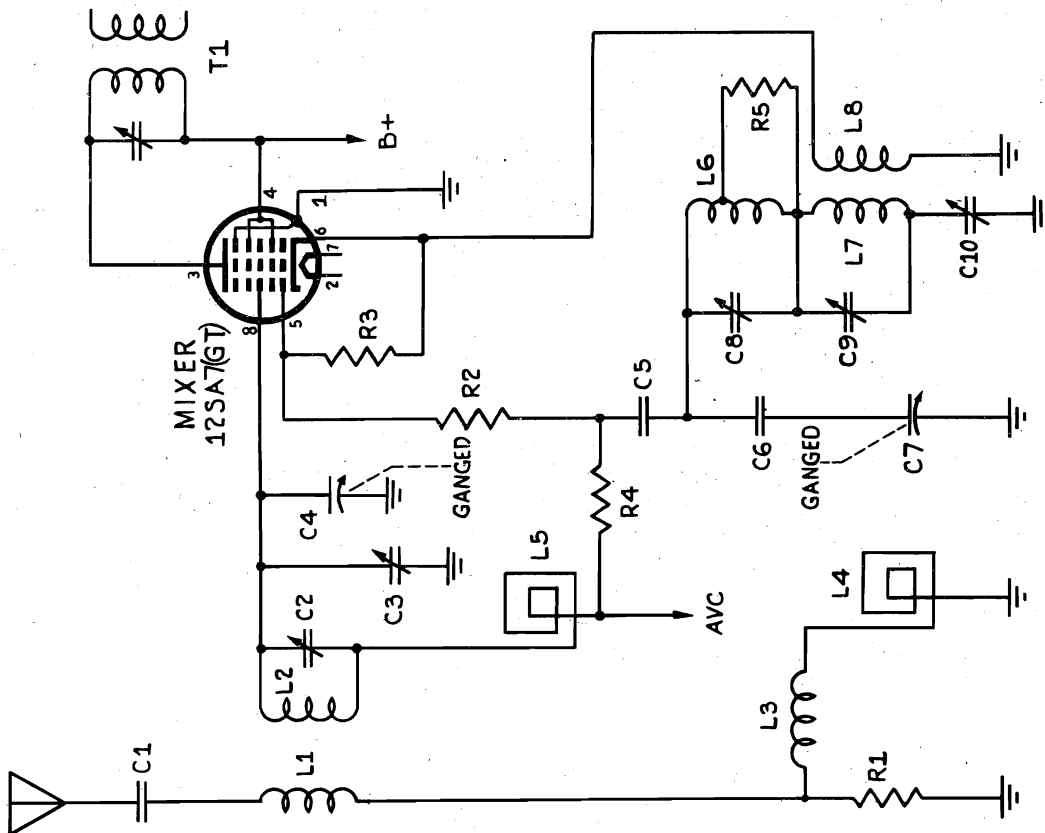 C1
L1
L2
C2
C3
C4
GANGED
MIXER
12SA7(GT)
8
5
3
4
1
6
7
2
T1
B+
R3
R2
L5
R4
C5
AVC
L3
R1
L4
GANGED
C6
C7
C8
C9
L6
R5
L7
L8
C10